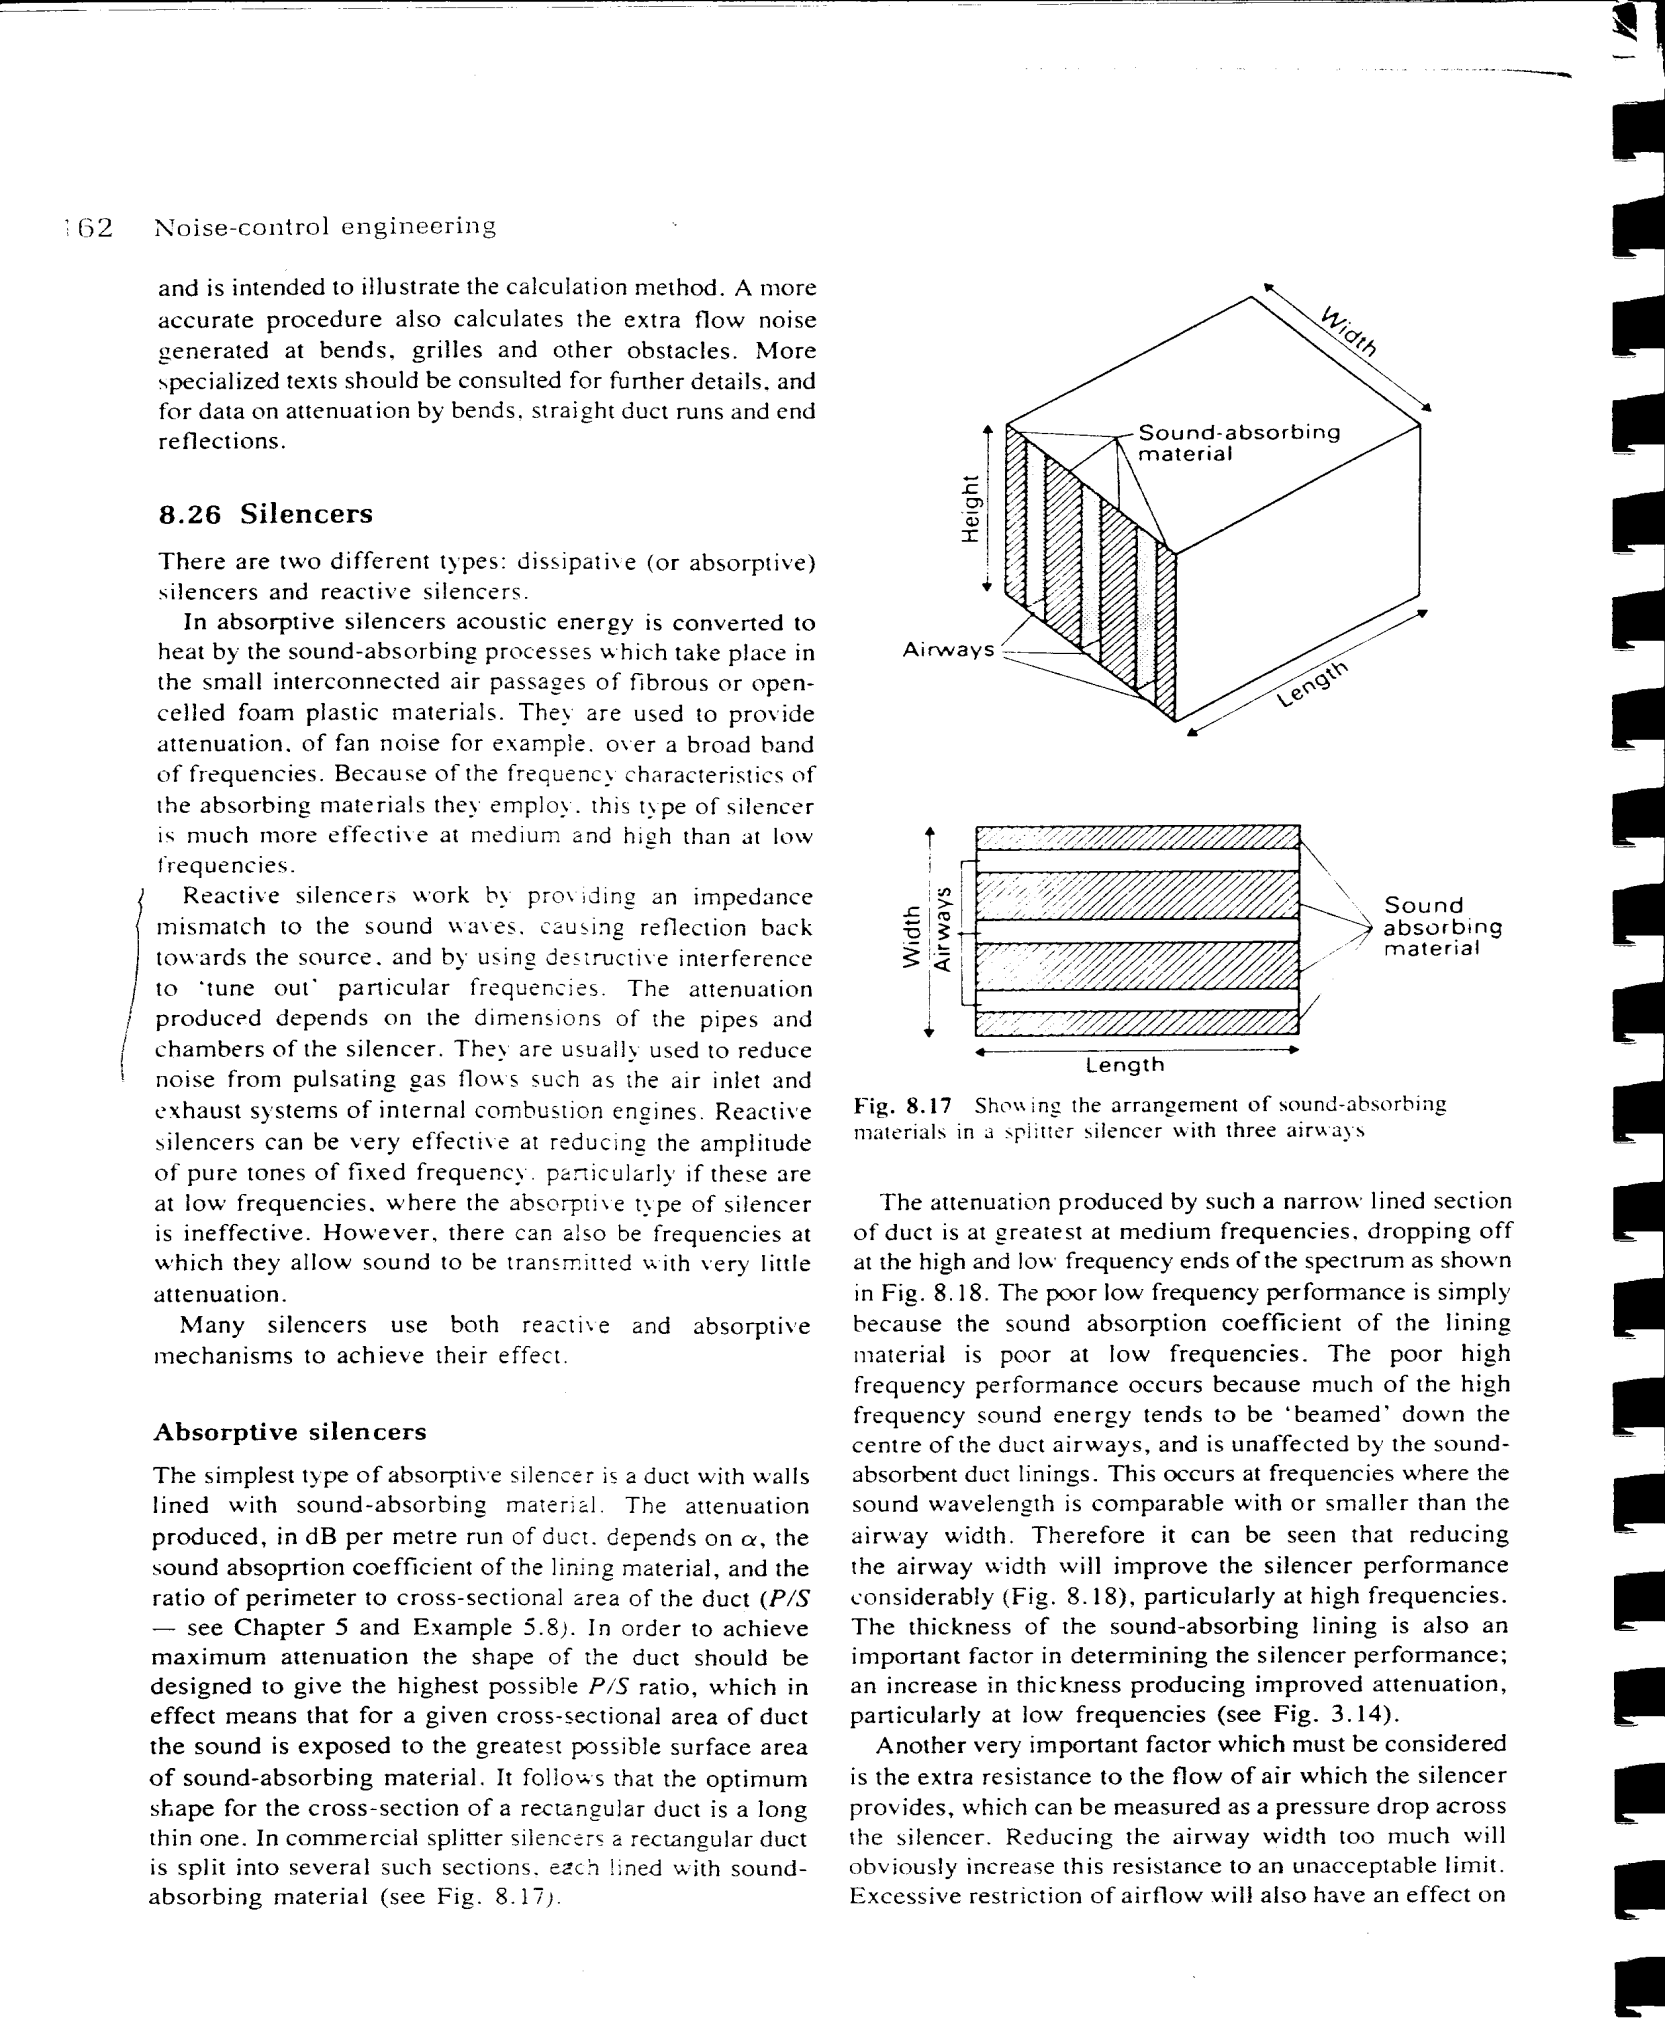 162 Noise-control engineering
and is intended to illustrate the calculation method. A more
accurate procedure also calculates the extra flow noise
generated at bends, grilles and other obstacles. More
specialized texts should be consulted for further details, and
for data on attenuation by bends, straight duct runs and end
reflections.
8.26 Silencers
There are two different types: dissipative (or absorptive)
silencers and reactive silencers.
In absorptive silencers acoustic energy is converted to
heat by the sound-absorbing processes which take place in
the small interconnected air passages of fibrous or open-
celled foam plastic materials. They are used to provide
attenuation, of fan noise for example, over a broad band
of frequencies. Because of the frequency characteristics of
the absorbing materials they employ, this type of silencer
is much more effective at medium and high than at low
frequencies.
Reactive silencers work by providing an impedance
mismatch to the sound waves, causing reflection back
towards the source, and by using destructive interference
to 'tune out' particular frequencies. The attenuation
produced depends on the dimensions of the pipes and
chambers of the silencer. They are usually used to reduce
noise from pulsating gas flows such as the air inlet and
exhaust systems of internal combustion engines. Reactive
silencers can be very effective at reducing the amplitude
of pure tones of fixed frequency, particularly if these are
at low frequencies, where the absorptive type of silencer
is ineffective. However, there can also be frequencies at
which they allow sound to be transmitted with very little
attenuation.
Many silencers use both reactive and absorptive
mechanisms to achieve their effect.
Absorptive silencers
The simplest type of absorptive silencer is a duct with walls
lined with sound-absorbing material. The attenuation
produced, in dB per metre run of duct, depends on α, the
sound absoprtion coefficient of the lining material, and the
ratio of perimeter to cross-sectional area of the duct (P/S
— see Chapter 5 and Example 5.8). In order to achieve
maximum attenuation the shape of the duct should be
designed to give the highest possible P/S ratio, which in
effect means that for a given cross-sectional area of duct
the sound is exposed to the greatest possible surface area
of sound-absorbing material. It follows that the optimum
shape for the cross-section of a rectangular duct is a long
thin one. In commercial splitter silencers a rectangular duct
is split into several such sections, each lined with sound-
absorbing material (see Fig. 8.17).
Width
Sound-absorbing
material
Height
Airways
Length
Width
Airways
Sound
absorbing
material
Length
Fig. 8.17 Showing the arrangement of sound-absorbing
materials in a splitter silencer with three airways
The attenuation produced by such a narrow lined section
of duct is at greatest at medium frequencies, dropping off
at the high and low frequency ends of the spectrum as shown
in Fig. 8.18. The poor low frequency performance is simply
because the sound absorption coefficient of the lining
material is poor at low frequencies. The poor high
frequency performance occurs because much of the high
frequency sound energy tends to be 'beamed' down the
centre of the duct airways, and is unaffected by the sound-
absorbent duct linings. This occurs at frequencies where the
sound wavelength is comparable with or smaller than the
airway width. Therefore it can be seen that reducing
the airway width will improve the silencer performance
considerably (Fig. 8.18), particularly at high frequencies.
The thickness of the sound-absorbing lining is also an
important factor in determining the silencer performance;
an increase in thickness producing improved attenuation,
particularly at low frequencies (see Fig. 3.14).
Another very important factor which must be considered
is the extra resistance to the flow of air which the silencer
provides, which can be measured as a pressure drop across
the silencer. Reducing the airway width too much will
obviously increase this resistance to an unacceptable limit.
Excessive restriction of airflow will also have an effect on